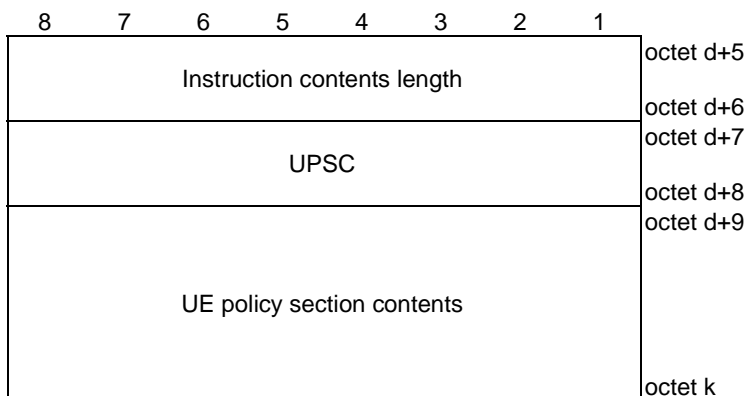 8 7 6 5 4 3 2 1
octet d+5
Instruction contents length
octet d+6
octet d+7
UPSC
octet d+8
octet d+9
UE policy section contents
octet k